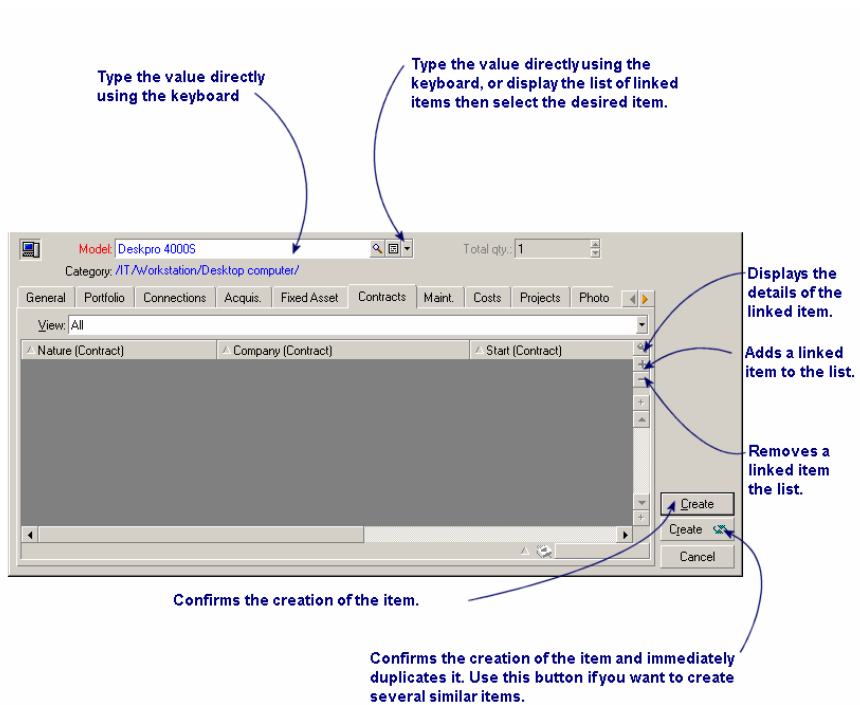 Type the value directly
using the keyboard
Type the value directly using the
keyboard, or display the list of linked
items then select the desired item.
Model: Deskpro 4000S
Total qty.: 1
Category: /IT/Workstation/Desktop computer/
General Portfolio Connections Acquis. Fixed Asset Contracts Maint. Costs Projects Photo
View: All
Nature (Contract) Company (Contract) Start (Contract)
Displays the
details of the
linked item.
Adds a linked
item to the list.
Removes a
linked item
the list.
Create
Create
Cancel
Confirms the creation of the item.
Confirms the creation of the item and immediately
duplicates it. Use this button if you want to create
several similar items.